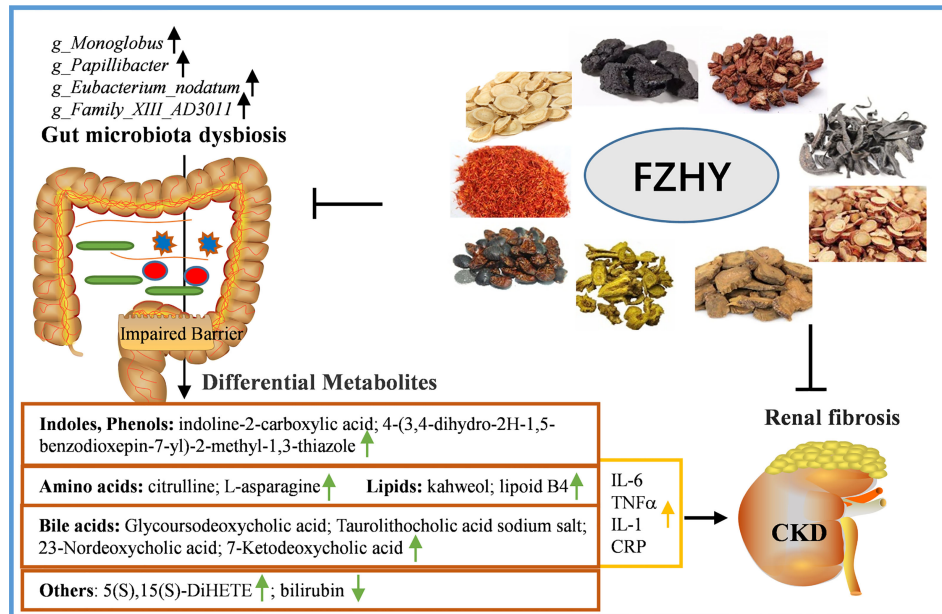 g_Monoglobus
g_Papillibacter
g_Eubacterium_nodatum
g_Family_XIII_AD3011
Gut microbiota dysbiosis
FZHY
Impaired Barrier
Differential Metabolites
Indoles, Phenols: indoline-2-carboxylic acid; 4-(3,4-dihydro-2H-1,5-
benzodioxepin-7-yl)-2-methyl-1,3-thiazole
Amino acids: citrulline; L-asparagine
Lipids: kahweol; lipoid B4
Bile acids: Glycoursodeoxycholic acid; Taurolithocholic acid sodium salt;
23-Nordeoxycholic acid; 7-Ketodeoxycholic acid
Others: 5(S),15(S)-DiHETE ; bilirubin
IL-6
TNFα
IL-1
CRP
Renal fibrosis
CKD